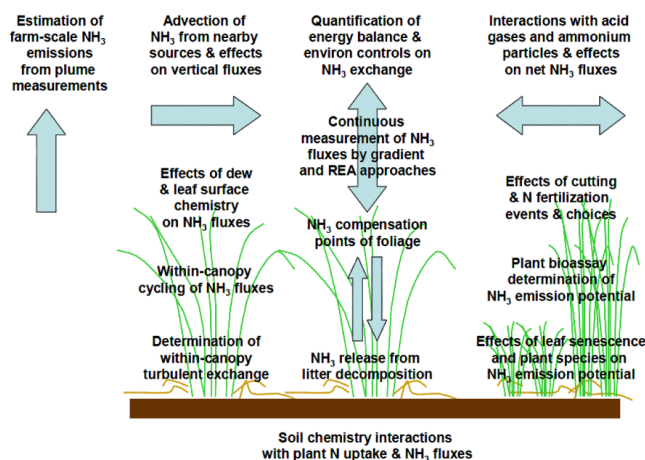 Estimation of
farm-scale NH3
emissions
from plume
measurements
Advection of
NH3 from nearby
sources & effects
on vertical fluxes
Quantification of
energy balance &
environ controls on
NH3 exchange
Interactions with acid
gases and ammonium
particles & effects
on net NH3 fluxes
Continuous
measurement of NH3
fluxes by gradient
and REA approaches
Effects of dew
& leaf surface
chemistry
on NH3 fluxes
Effects of cutting
& N fertilization
events & choices
NH3 compensation
points of foliage
Within-canopy
cycling of NH3 fluxes
Plant bioassay
determination of
NH3 emission potential
Determination of
within-canopy
turbulent exchange
NH3 release from
litter decomposition
Effects of leaf senescence
and plant species on
NH3 emission potential
Soil chemistry interactions
with plant N uptake & NH3 fluxes